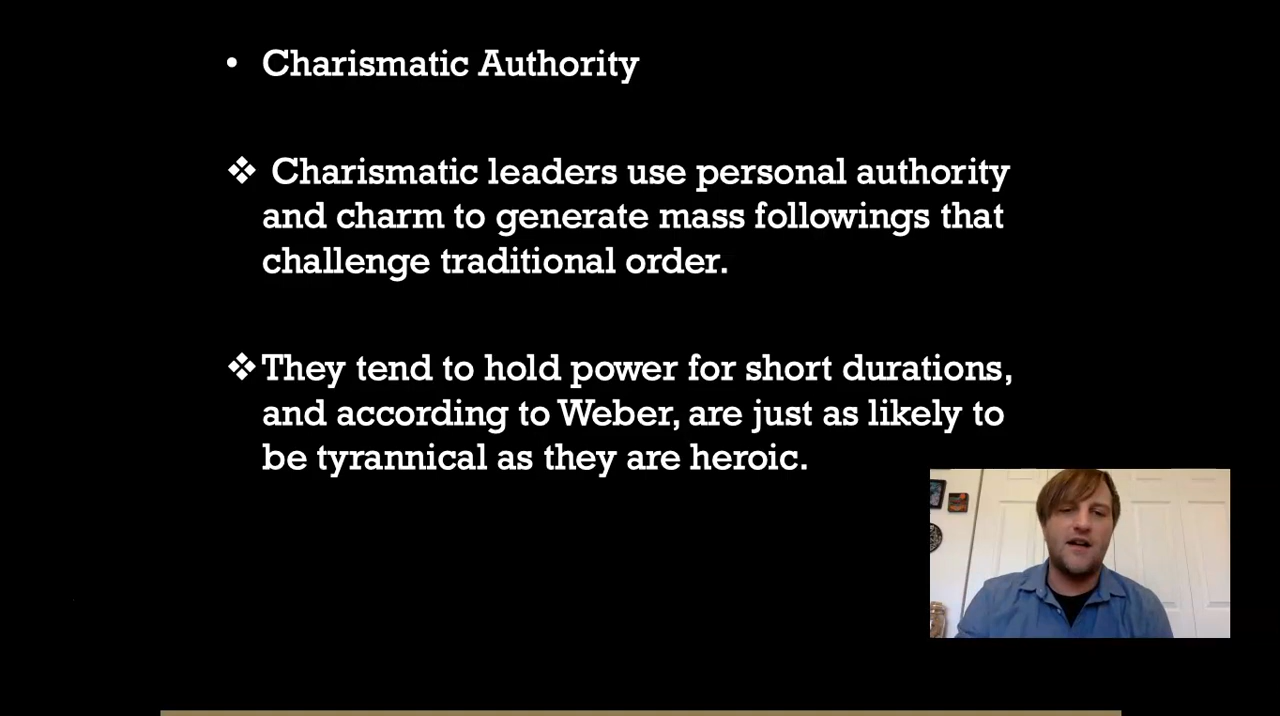 • Charismatic Authority
❖ Charismatic leaders use personal authority
and charm to generate mass followings that
challenge traditional order.
❖ They tend to hold power for short durations,
and according to Weber, are just as likely to
be tyrannical as they are heroic.